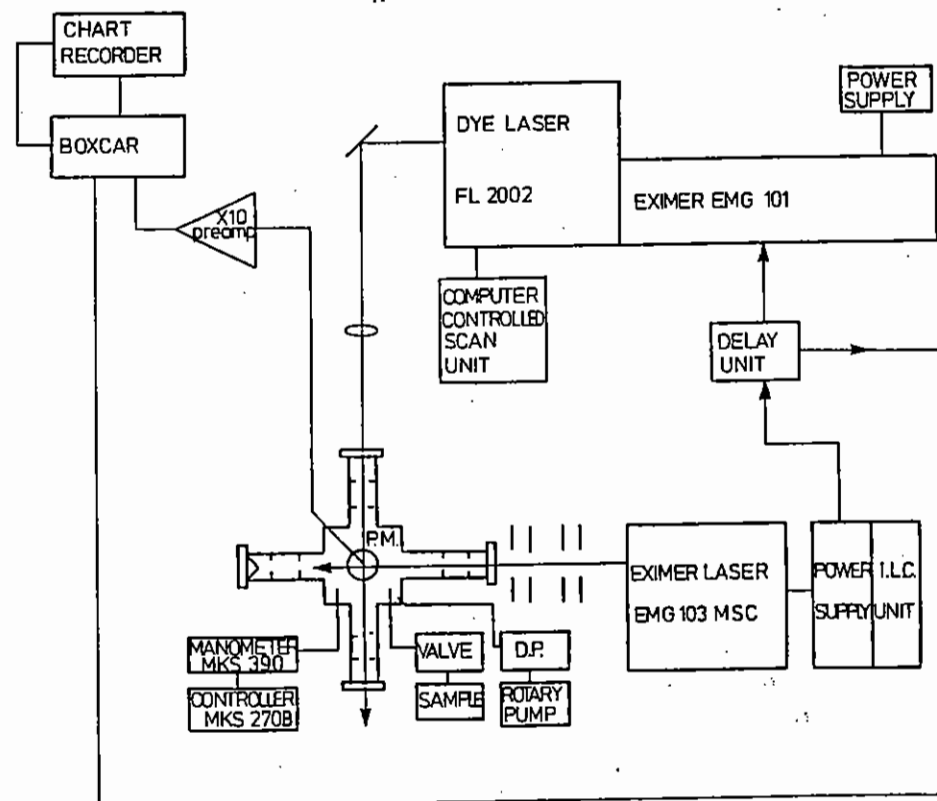 CHART
RECORDER
BOXCAR
X10
preamp
DYE LASER
FL 2002
POWER
SUPPLY
EXIMER EMG 101
COMPUTER
CONTROLLED
SCAN
UNIT
DELAY
UNIT
P.M.
EXIMER LASER
EMG 103 MSC
POWER
SUPPLY
I.L.C.
UNIT
MANOMETER
MKS 390
CONTROLLER
MKS 270B
VALVE
SAMPLE
D.P.
ROTARY
PUMP